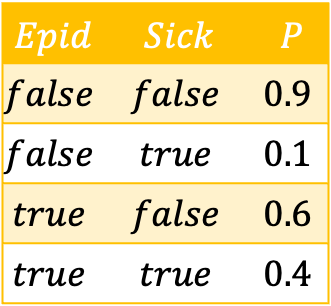 Epid Sick P
false false 0.9
false true 0.1
true false 0.6
true true 0.4